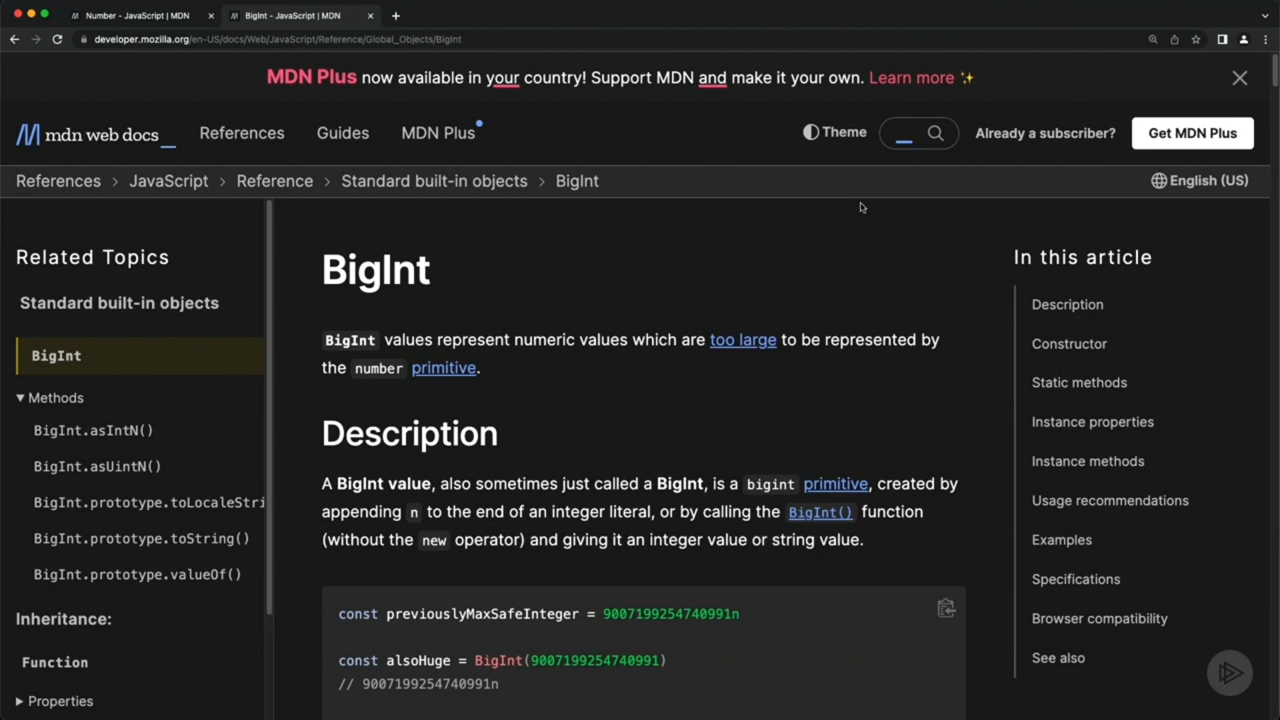 Number - JavaScript | MDN
BigInt - JavaScript | MDN
developer.mozilla.org/en-US/docs/Web/JavaScript/Reference/Global_Objects/BigInt
MDN Plus now available in your country! Support MDN and make it your own. Learn more ✨
mdn web docs_
References
Guides
MDN Plus
Theme
Already a subscriber?
Get MDN Plus
References > JavaScript > Reference > Standard built-in objects > BigInt
English (US)
Related Topics
Standard built-in objects
BigInt
Methods
BigInt.asIntN()
BigInt.asUintN()
BigInt.prototype.toLocaleStri
BigInt.prototype.toString()
BigInt.prototype.valueOf()
Inheritance:
Function
Properties
BigInt
BigInt values represent numeric values which are too large to be represented by
the number primitive.
Description
A BigInt value, also sometimes just called a BigInt, is a bigint primitive, created by
appending n to the end of an integer literal, or by calling the BigInt() function
(without the new operator) and giving it an integer value or string value.
const previouslyMaxSafeInteger = 9007199254740991n
const alsoHuge = BigInt(9007199254740991)
// 9007199254740991n
In this article
Description
Constructor
Static methods
Instance properties
Instance methods
Usage recommendations
Examples
Specifications
Browser compatibility
See also